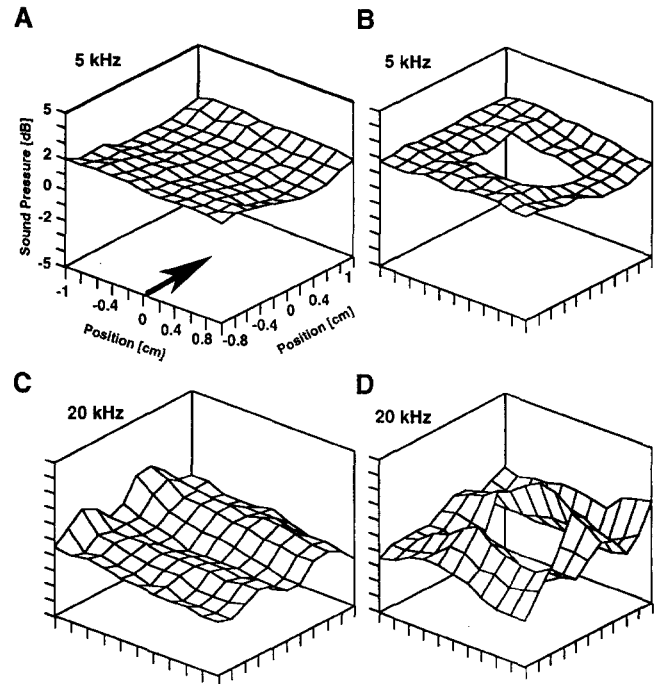 A
B
5 kHz
5 kHz
Sound Pressure [dB]
5
2
0
-2
-5
-1
-0.4
0
0.4
0.8
Position [cm]
-0.8
-0.4
0
0.4
1
Position [cm]
C
D
20 kHz
20 kHz